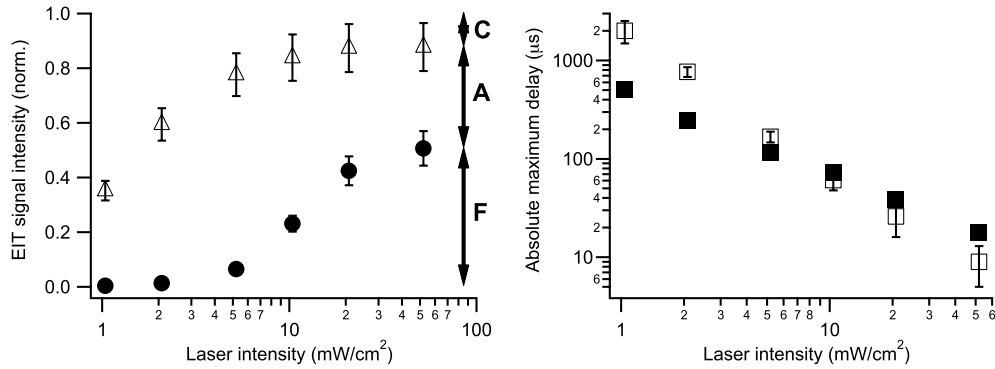 EIT signal intensity (norm.)
1.0
0.8
0.6
0.4
0.2
0.0
C
A
F
1 2 3 4 5 6 7 10 2 3 4 5 6 7 100
Laser intensity (mW/cm²)
Absolute maximum delay (µs)
2
1000
8
6
4
2
100
8
6
4
2
10
8
6
1 2 3 4 5 6 7 8 10 2 3 4 5 6
Laser intensity (mW/cm²)